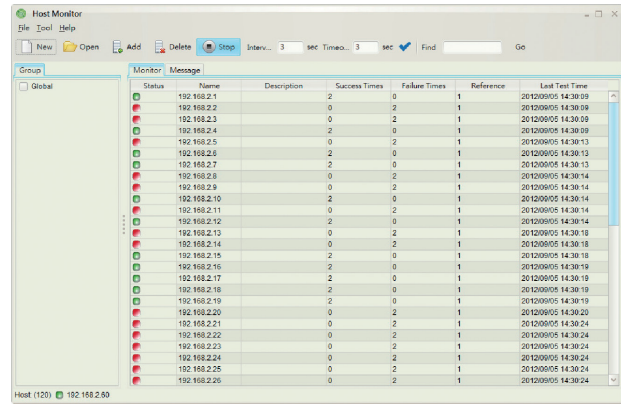 Host Monitor
File Tool Help
New Open Add Delete Stop Interv... 3 sec Timeo... 3 sec Find Go
Group Monitor Message
Global
Status Name Description Success Times Failure Times Reference Last Test Time
192.168.2.1 2 0 1 2012/09/05 14:30:09
192.168.2.2 0 2 1 2012/09/05 14:30:09
192.168.2.3 0 2 1 2012/09/05 14:30:09
192.168.2.4 2 0 1 2012/09/05 14:30:09
192.168.2.5 0 2 1 2012/09/05 14:30:13
192.168.2.6 2 0 1 2012/09/05 14:30:13
192.168.2.7 2 0 1 2012/09/05 14:30:13
192.168.2.8 0 2 1 2012/09/05 14:30:14
192.168.2.9 0 2 1 2012/09/05 14:30:14
192.168.2.10 2 0 1 2012/09/05 14:30:14
192.168.2.11 0 2 1 2012/09/05 14:30:14
192.168.2.12 2 0 1 2012/09/05 14:30:14
192.168.2.13 0 2 1 2012/09/05 14:30:18
192.168.2.14 0 2 1 2012/09/05 14:30:18
192.168.2.15 2 0 1 2012/09/05 14:30:18
192.168.2.16 2 0 1 2012/09/05 14:30:19
192.168.2.17 2 0 1 2012/09/05 14:30:19
192.168.2.18 2 0 1 2012/09/05 14:30:19
192.168.2.19 2 0 1 2012/09/05 14:30:19
192.168.2.20 0 2 1 2012/09/05 14:30:20
192.168.2.21 0 2 1 2012/09/05 14:30:24
192.168.2.22 0 2 1 2012/09/05 14:30:24
192.168.2.23 0 2 1 2012/09/05 14:30:24
192.168.2.24 0 2 1 2012/09/05 14:30:24
192.168.2.25 0 2 1 2012/09/05 14:30:24
192.168.2.26 0 2 1 2012/09/05 14:30:24
Host (120) 192.168.2.60